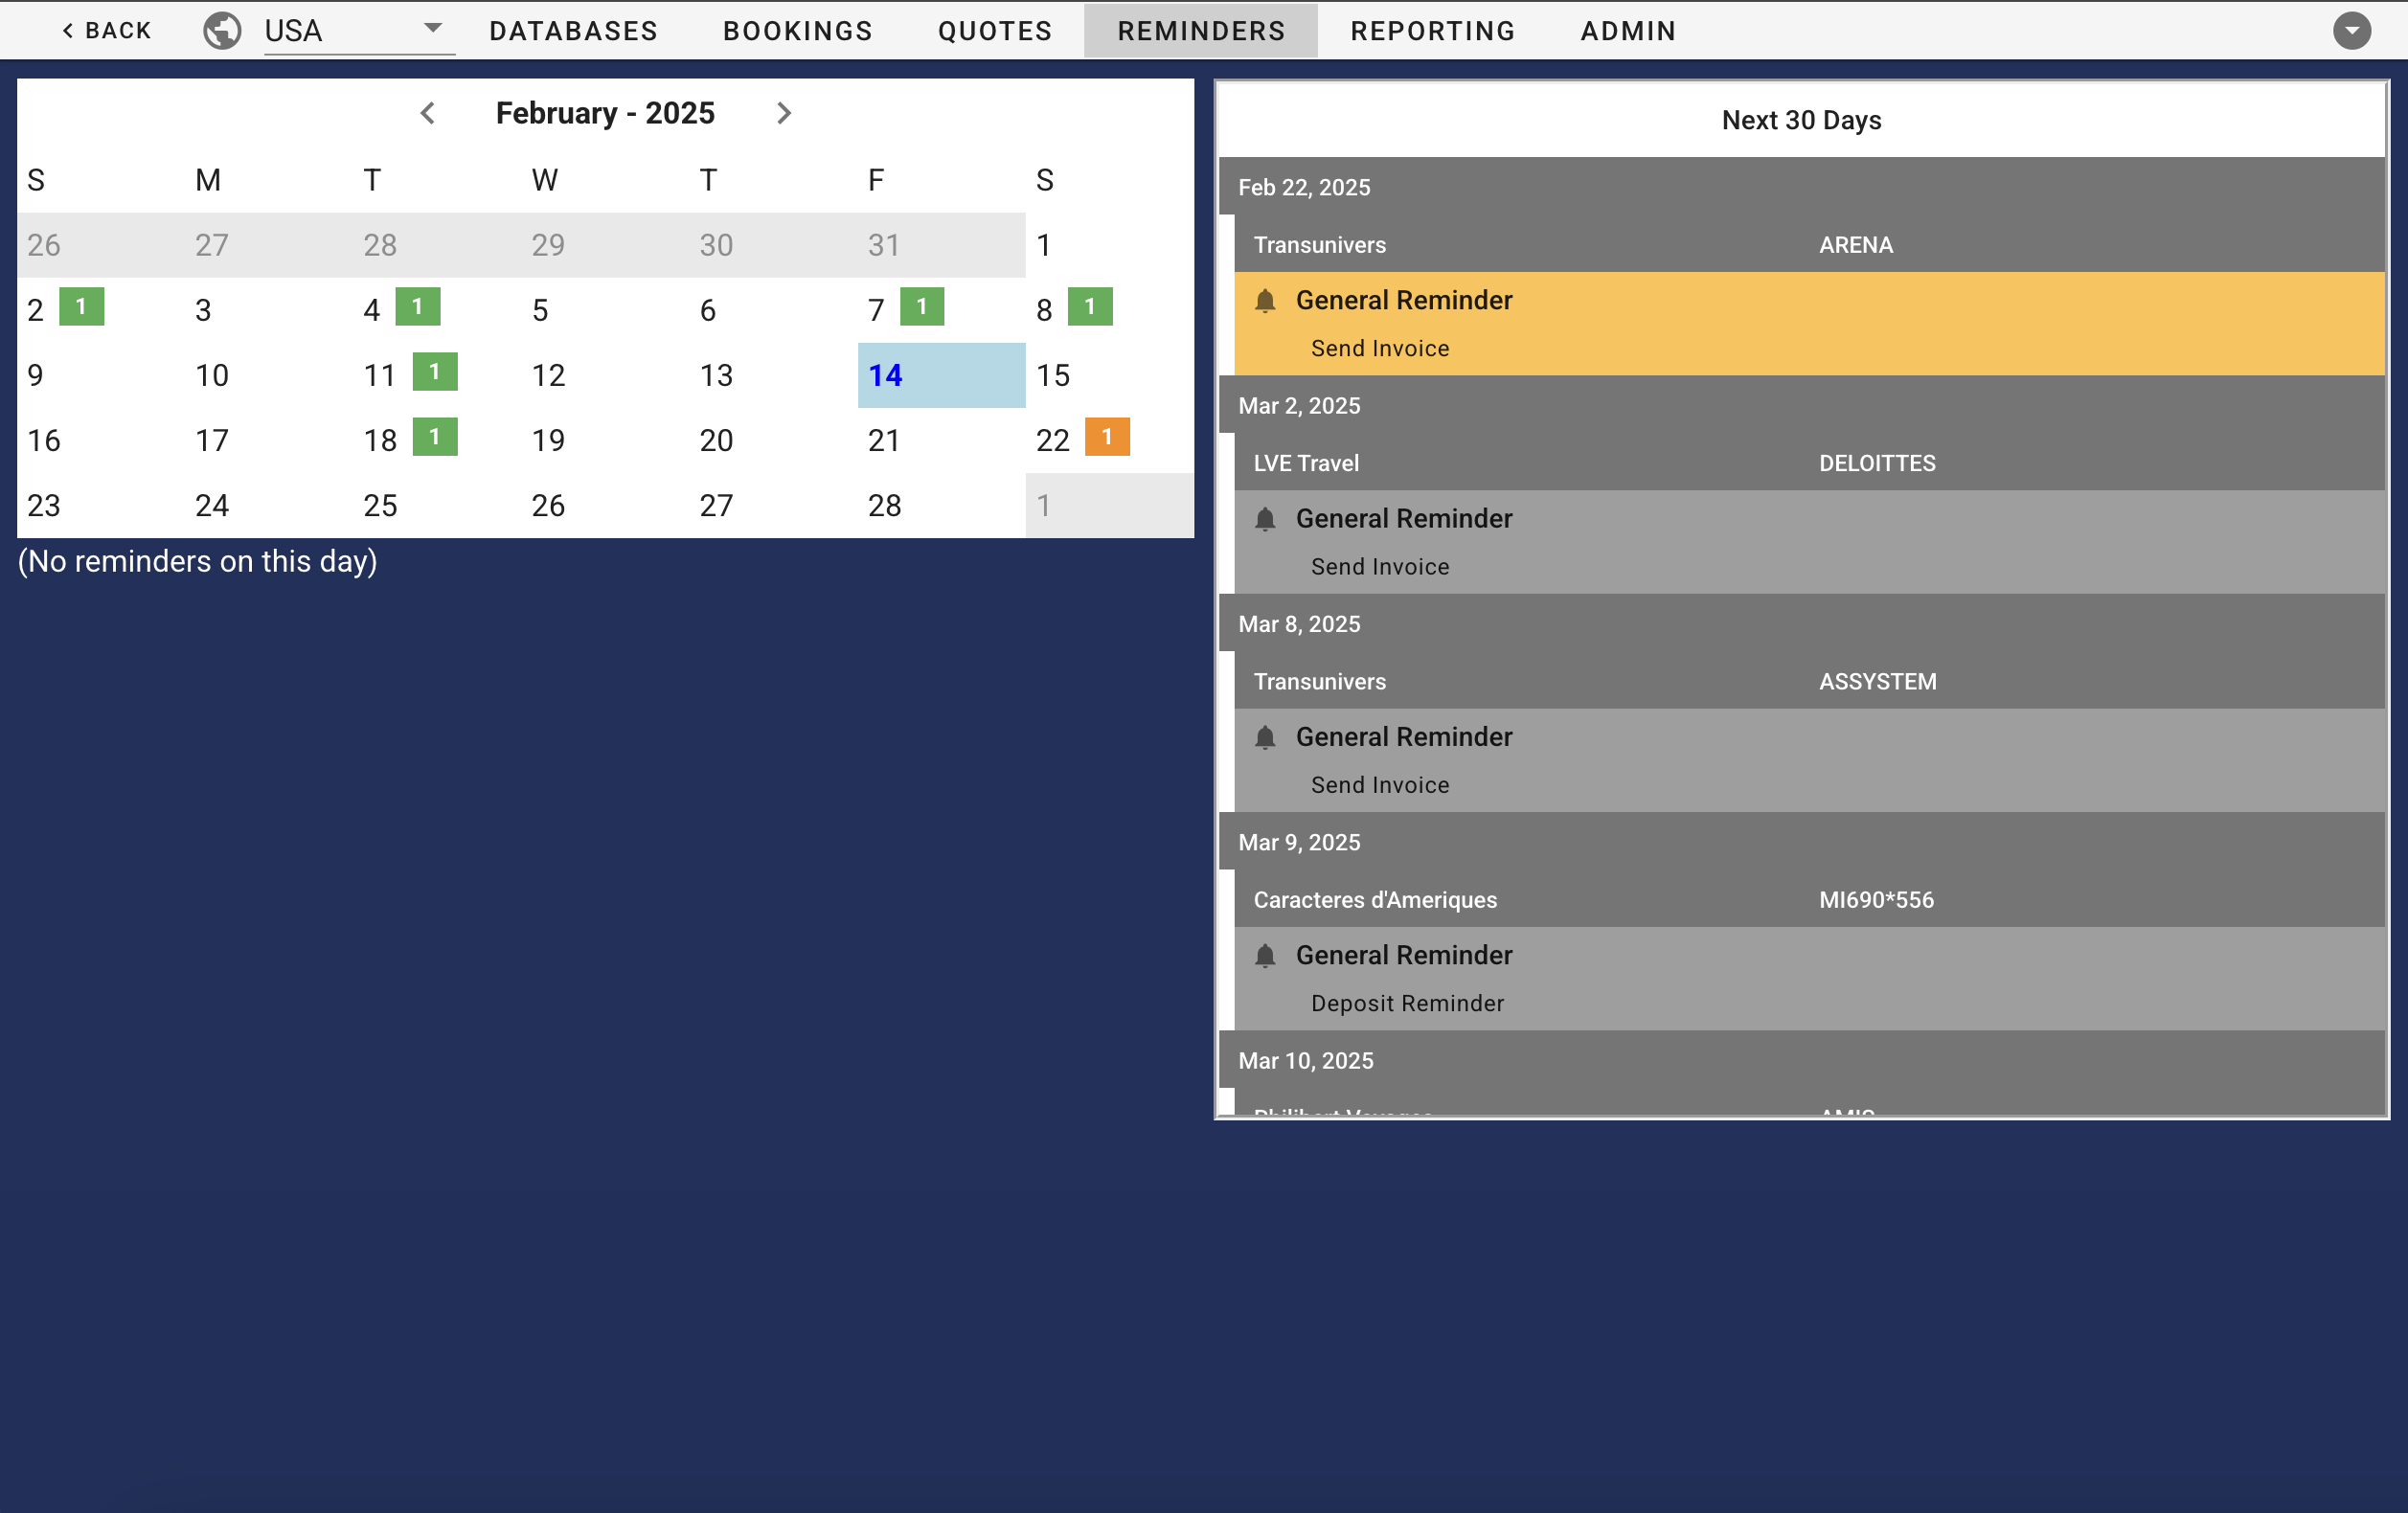 BACK USA DATABASES BOOKINGS QUOTES REMINDERS REPORTING ADMIN
February - 2025
S M T W T F S
26 27 28 29 30 31 1
2 1 3 4 1 5 6 7 1 8 1
9 10 11 1 12 13 14 15
16 17 18 1 19 20 21 22 1
23 24 25 26 27 28 1
(No reminders on this day)
Next 30 Days
Feb 22, 2025
Transunivers ARENA
General Reminder
Send Invoice
Mar 2, 2025
LVE Travel DELOITTES
General Reminder
Send Invoice
Mar 8, 2025
Transunivers ASSYSTEM
General Reminder
Send Invoice
Mar 9, 2025
Caracteres d'Ameriques MI690*556
General Reminder
Deposit Reminder
Mar 10, 2025